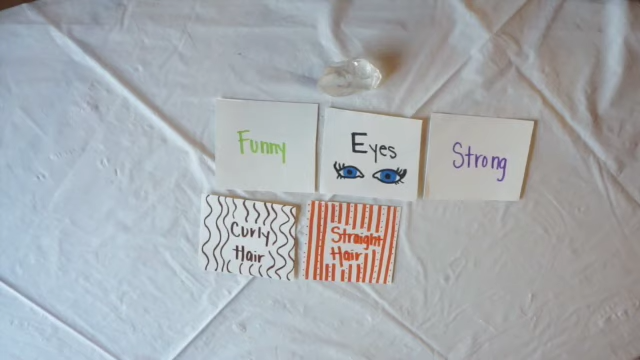 Funny
Eyes
Strong
Curly
Hair
Straight
Hair